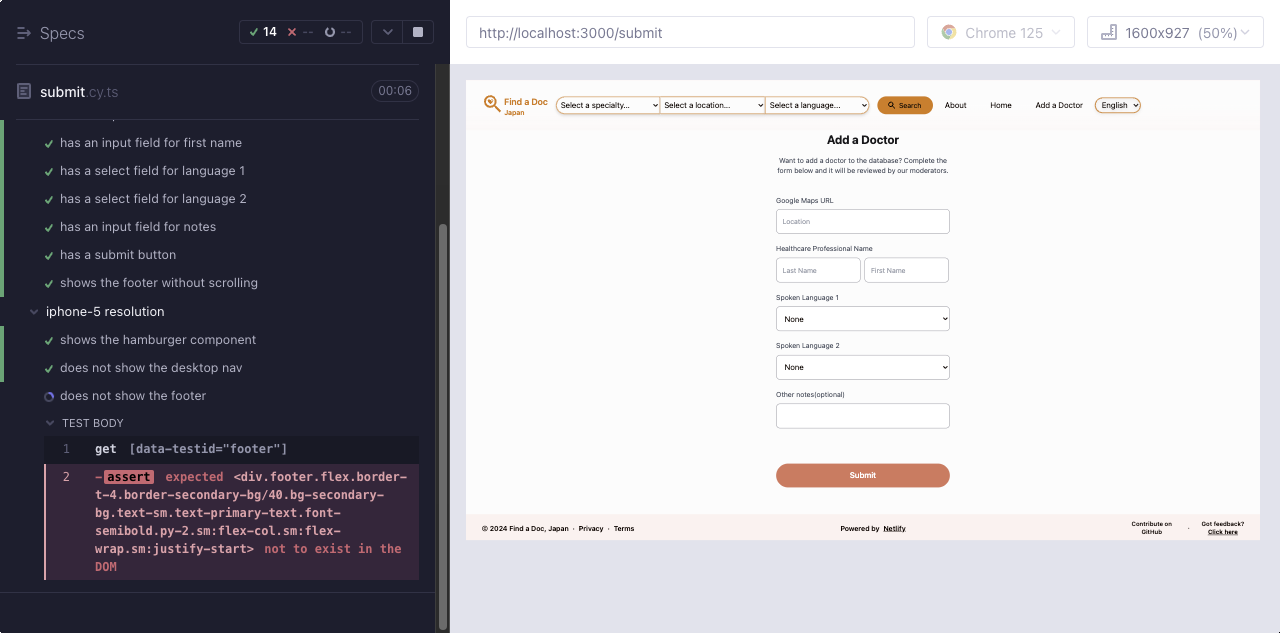 Specs
14 -- --
submit.cy.ts
00:06
has an input field for first name
has a select field for language 1
has a select field for language 2
has an input field for notes
has a submit button
shows the footer without scrolling
iphone-5 resolution
shows the hamburger component
does not show the desktop nav
does not show the footer
TEST BODY
1 get [data-testid="footer"]
2 -assert expected <div.footer.flex.border-
t-4.border-secondary-bg/40.bg-secondary-
bg.text-sm.text-primary-text.font-
semibold.py-2.sm:flex-col.sm:flex-
wrap.sm:justify-start> not to exist in the
DOM
http://localhost:3000/submit
Chrome 125
1600x927 (50%)
Find a Doc
Japan
Select a specialty...
Select a location...
Select a language...
Search
About
Home
Add a Doctor
English
Add a Doctor
Want to add a doctor to the database? Complete the
form below and it will be reviewed by our moderators.
Google Maps URL
Location
Healthcare Professional Name
Last Name
First Name
Spoken Language 1
None
Spoken Language 2
None
Other notes(optional)
Submit
© 2024 Find a Doc, Japan · Privacy · Terms
Powered by Netlify
Contribute on
GitHub
·
Got feedback?
Click here